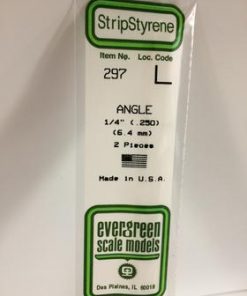 StripStyrene
Item No. Loc. Code
297 L
ANGLE
1/4" (.250)
(6.4 mm)
2 Pieces
Made In U.S.A.
evergreen
scale models
Des Plaines, IL 60018